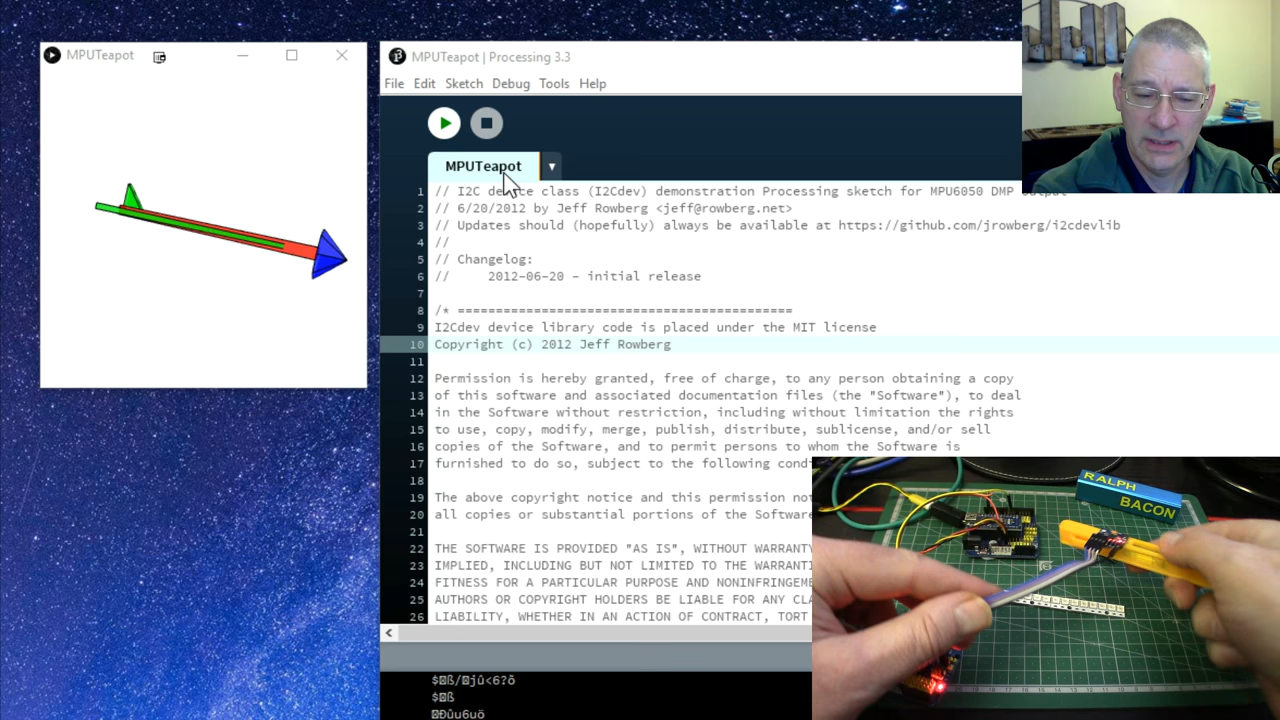 MPUTeapot
MPUTeapot | Processing 3.3
File Edit Sketch Debug Tools Help
MPUTeapot
1 // I2C device class (I2Cdev) demonstration Processing sketch for MPU6050 DMP output
2 // 6/20/2012 by Jeff Rowberg <jeff@rowberg.net>
3 // Updates should (hopefully) always be available at https://github.com/jrowberg/i2cdevlib
4 //
5 // Changelog:
6 //     2012-06-20 - initial release
7
8 /* ============================================
9 I2Cdev device library code is placed under the MIT license
10 Copyright (c) 2012 Jeff Rowberg
11
12 Permission is hereby granted, free of charge, to any person obtaining a copy
13 of this software and associated documentation files (the "Software"), to deal
14 in the Software without restriction, including without limitation the rights
15 to use, copy, modify, merge, publish, distribute, sublicense, and/or sell
16 copies of the Software, and to permit persons to whom the Software is
17 furnished to do so, subject to the following cond
18
19 The above copyright notice and this permission not
20 all copies or substantial portions of the Software
21
22 THE SOFTWARE IS PROVIDED "AS IS", WITHOUT WARRANTY
23 IMPLIED, INCLUDING BUT NOT LIMITED TO THE WARRANTI
24 FITNESS FOR A PARTICULAR PURPOSE AND NONINFRINGEME
25 AUTHORS OR COPYRIGHT HOLDERS BE LIABLE FOR ANY CLA
26 LIABILITY, WHETHER IN AN ACTION OF CONTRACT, TORT
RALPH
BACON